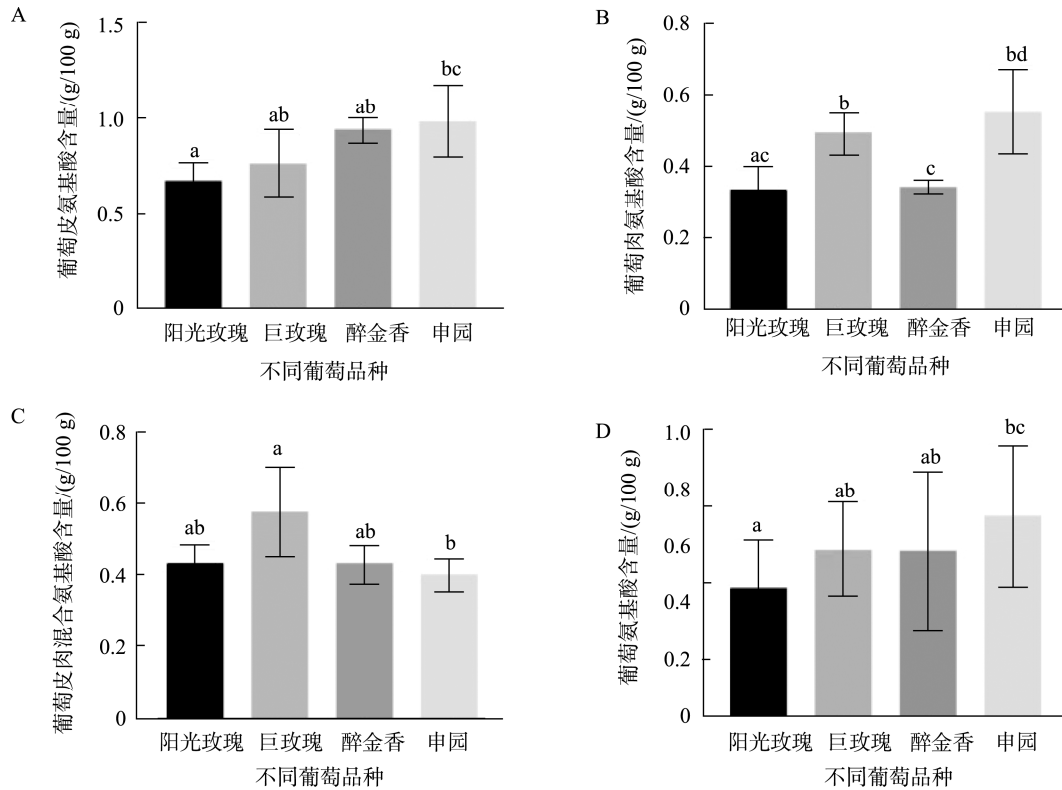 A
葡萄皮氨基酸含量/(g/100 g)
1.5
1.0
0.5
0
a
ab
ab
bc
阳光玫瑰 巨玫瑰 醉金香 申园
不同葡萄品种
B
葡萄肉氨基酸含量/(g/100 g)
0.8
0.6
0.4
0.2
0
ac
b
c
bd
阳光玫瑰 巨玫瑰 醉金香 申园
不同葡萄品种
C
葡萄皮肉混合氨基酸含量/(g/100 g)
0.8
0.6
0.4
0.2
0
ab
a
ab
b
阳光玫瑰 巨玫瑰 醉金香 申园
不同葡萄品种
D
葡萄氨基酸含量/(g/100 g)
1.0
0.8
0.6
0.4
0.2
0
a
ab
ab
bc
阳光玫瑰 巨玫瑰 醉金香 申园
不同葡萄品种